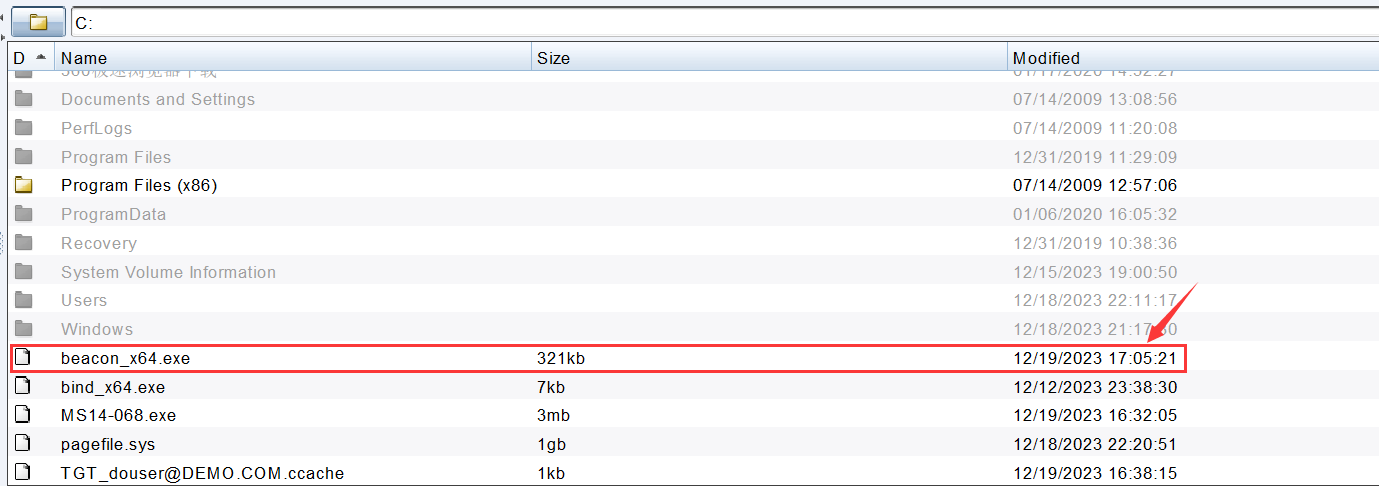 C:
D Name Size Modified
Documents and Settings 07/14/2009 13:08:56
PerfLogs 07/14/2009 11:20:08
Program Files 12/31/2019 11:29:09
Program Files (x86) 07/14/2009 12:57:06
ProgramData 01/06/2020 16:05:32
Recovery 12/31/2019 10:38:36
System Volume Information 12/15/2023 19:00:50
Users 12/18/2023 22:11:17
Windows 12/18/2023
beacon_x64.exe 321kb 12/19/2023 17:05:21
bind_x64.exe 7kb 12/12/2023 23:38:30
MS14-068.exe 3mb 12/19/2023 16:32:05
pagefile.sys 1gb 12/18/2023 22:20:51
TGT_douser@DEMO.COM.ccache 1kb 12/19/2023 16:38:15